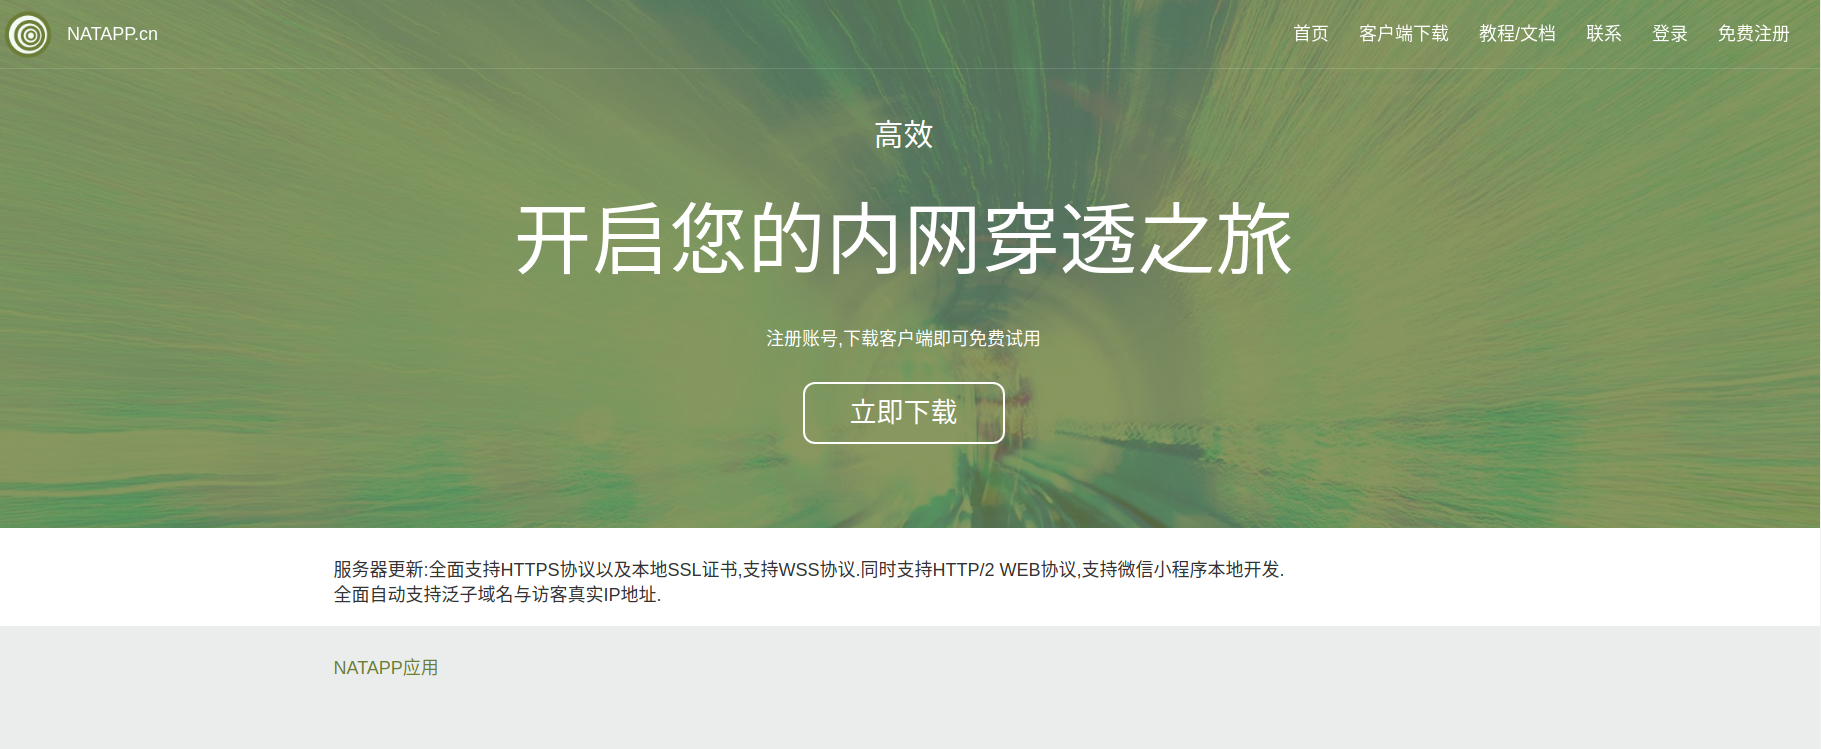 NATAPP.cn
首页 客户端下载 教程/文档 联系 登录 免费注册
高效
开启您的内网穿透之旅
注册账号,下载客户端即可免费试用
立即下载
服务器更新:全面支持HTTPS协议以及本地SSL证书,支持WSS协议.同时支持HTTP/2 WEB协议,支持微信小程序本地开发.
全面自动支持泛子域名与访客真实IP地址.
NATAPP应用